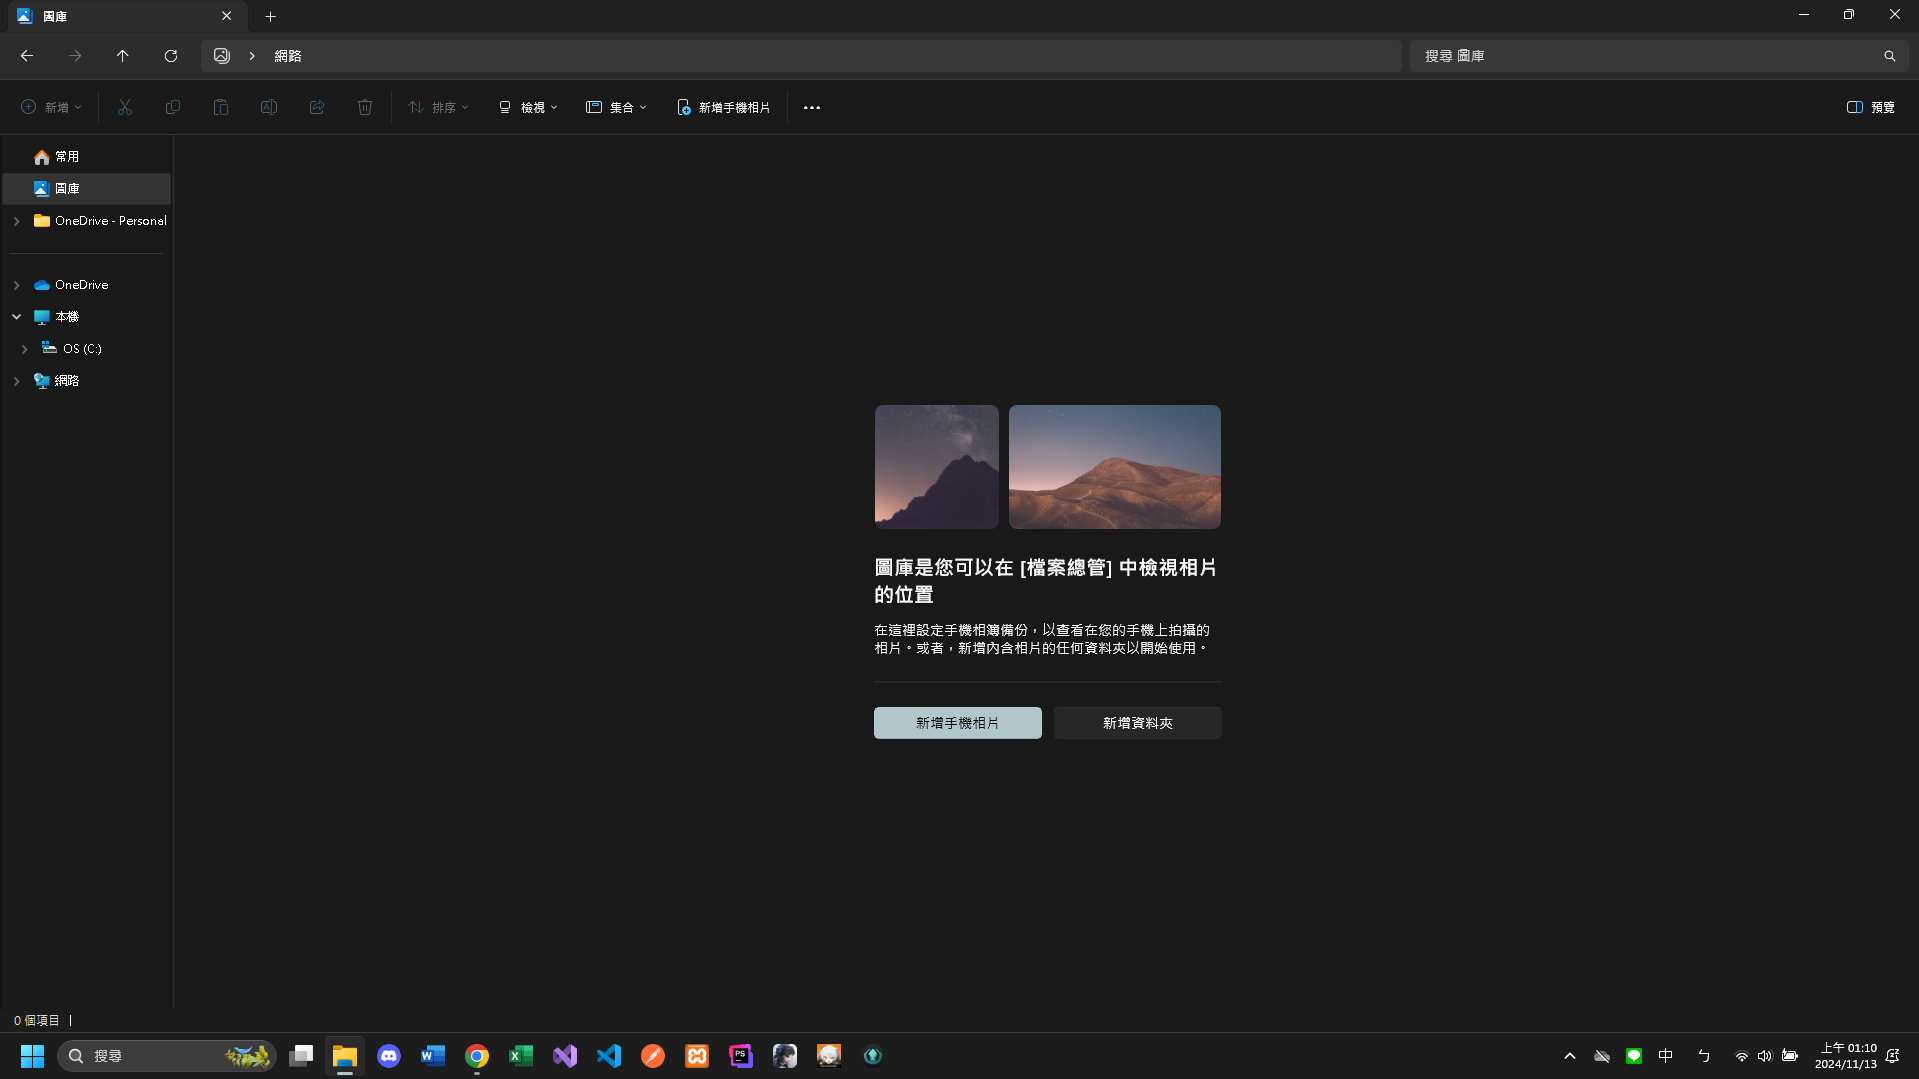 圖庫
網路
搜尋 圖庫
新增
排序
檢視
集合
新增手機相片
預覽
常用
圖庫
OneDrive - Personal
OneDrive
本機
OS (C:)
網路
圖庫是您可以在 [檔案總管] 中檢視相片
的位置
在這裡設定手機相簿備份，以查看在您的手機上拍攝的
相片。或者，新增內含相片的任何資料夾以開始使用。
新增手機相片
新增資料夾
0 個項目
搜尋
中
ㄅ
上午 01:10
2024/11/13